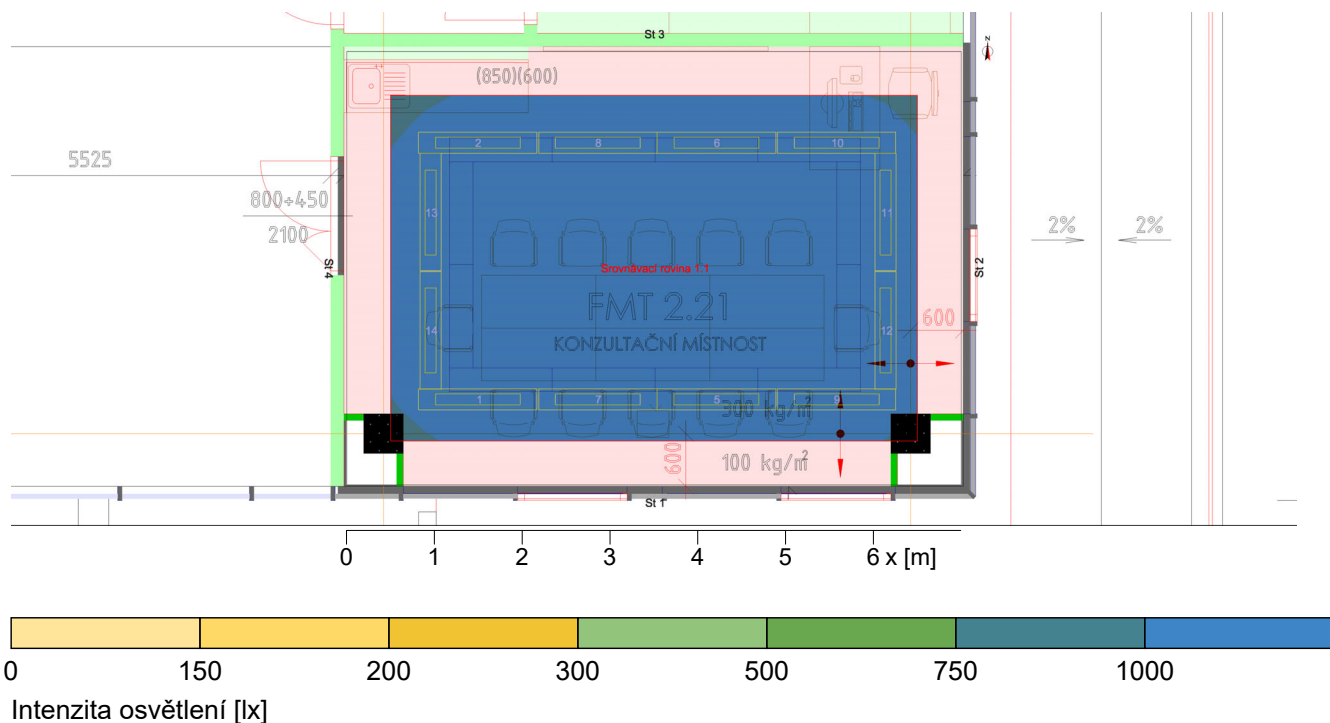 St 3
z
(850)(600)
5525
2
8
6
10
800+450
2100
13
11
St 4
St 2
2%
2%
Srovnávací rovina 1.1
FMT 2.21
KONZULTAČNÍ MÍSTNOST
600
14
12
1
7
5
9
300 kg/m²
600
100 kg/m²
St 1
0 1 2 3 4 5 6 x [m]
0 150 200 300 500 750 1000
Intenzita osvětlení [lx]